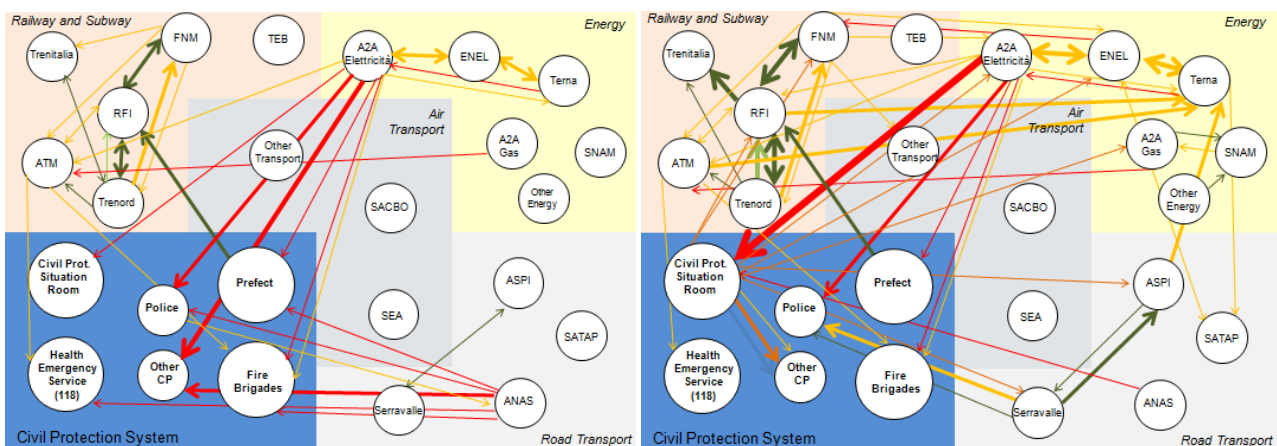 Railway and Subway
Energy
FNM
TEB
Trenitalia
A2A
Elettricità
ENEL
Terna
RFI
Air
Transport
ATM
Other
Transport
A2A
Gas
SNAM
Trenord
SACBO
Other
Energy
Civil Prot.
Situation
Room
Prefect
Police
ASPI
SEA
SATAP
Health
Emergency
Service
(118)
Other
CP
Fire
Brigades
Serravalle
ANAS
Civil Protection System
Road Transport
Railway and Subway
Energy
FNM
TEB
Trenitalia
A2A
Elettricità
ENEL
Terna
RFI
Air
Transport
ATM
Other
Transport
A2A
Gas
SNAM
Trenord
SACBO
Other
Energy
Civil Prot.
Situation
Room
Prefect
Police
ASPI
SEA
SATAP
Health
Emergency
Service
(118)
Other
CP
Fire
Brigades
Serravalle
ANAS
Civil Protection System
Road Transport